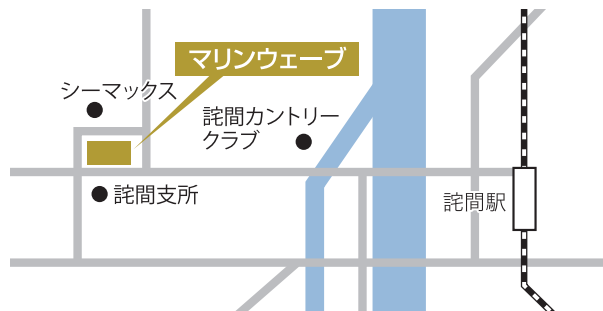 マリンウェーブ
シーマックス
詫間カントリー
クラブ
詫間支所
詫間駅